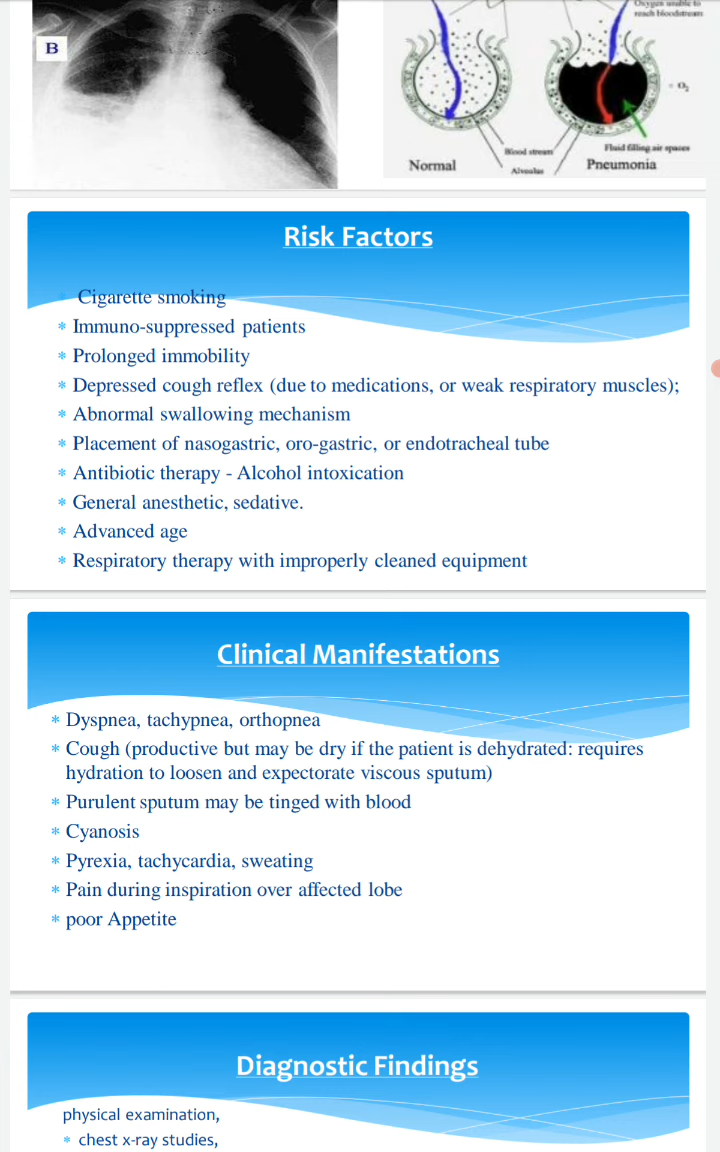 B
Oxygen unable to
reach bloodstream
= O₂
Blood stream
Alveolus
Fluid filling air spaces
Normal
Pneumonia
Risk Factors
Cigarette smoking
* Immuno-suppressed patients
* Prolonged immobility
* Depressed cough reflex (due to medications, or weak respiratory muscles);
* Abnormal swallowing mechanism
* Placement of nasogastric, oro-gastric, or endotracheal tube
* Antibiotic therapy - Alcohol intoxication
* General anesthetic, sedative.
* Advanced age
* Respiratory therapy with improperly cleaned equipment
Clinical Manifestations
* Dyspnea, tachypnea, orthopnea
* Cough (productive but may be dry if the patient is dehydrated: requires
hydration to loosen and expectorate viscous sputum)
* Purulent sputum may be tinged with blood
* Cyanosis
* Pyrexia, tachycardia, sweating
* Pain during inspiration over affected lobe
* poor Appetite
Diagnostic Findings
physical examination,
* chest x-ray studies,